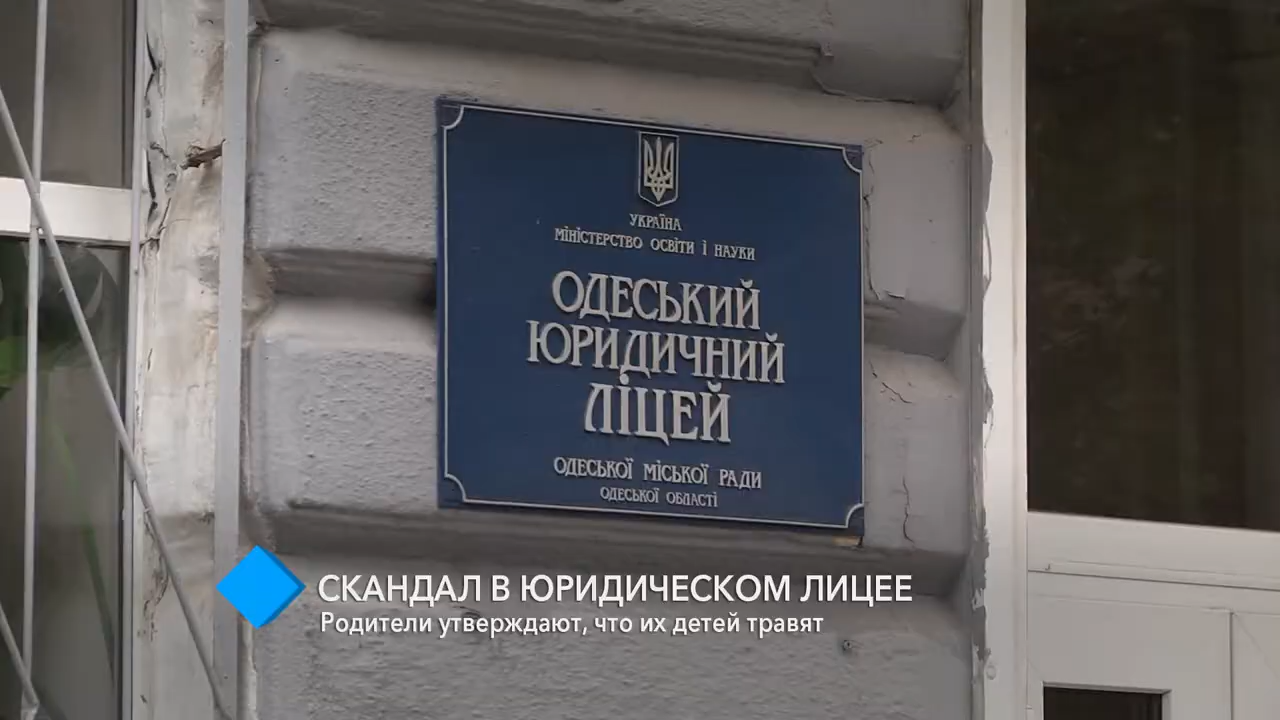 УКРАЇНА
МІНІСТЕРСТВО ОСВІТИ І НАУКИ
ОДЕСЬКИЙ
ЮРИДИЧНИЙ
ЛІЦЕЙ
ОДЕСЬКОЇ МІСЬКОЇ РАДИ
ОДЕСЬКОЇ ОБЛАСТІ
СКАНДАЛ В ЮРИДИЧЕСКОМ ЛИЦЕЕ
Родители утверждают, что их детей травят